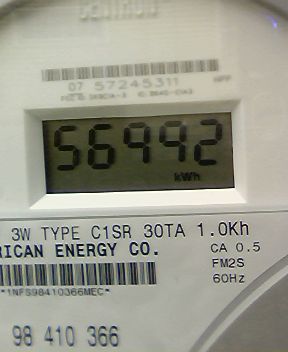 CENTRON
07 57245311
56992
kWh
3W TYPE C1SR 30TA 1.0Kh
RICAN ENERGY CO.
CA 0.5
FM2S
60Hz
*1NFS98410366MEC*
98 410 366